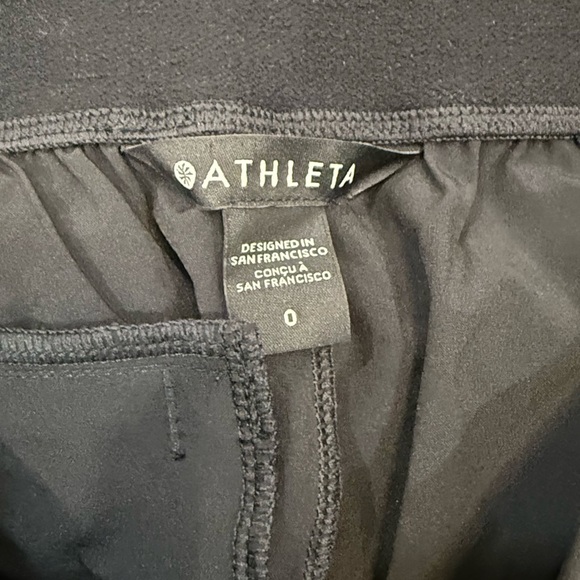 ATHLETA
DESIGNED IN
SAN FRANCISCO
CONÇU À
SAN FRANCISCO
0